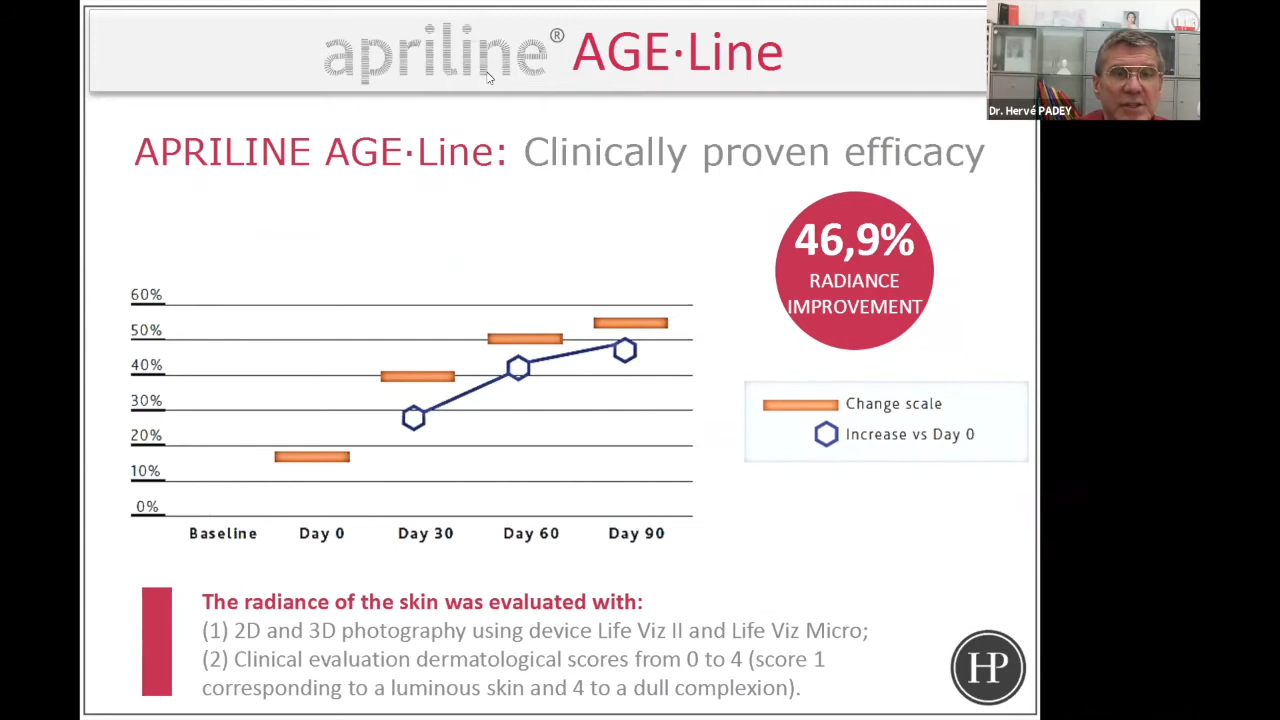 apriline® AGE·Line
Dr. Hervé PADEY
APRILINE AGE·Line: Clinically proven efficacy
46,9%
RADIANCE
IMPROVEMENT
60%
50%
40%
30%
20%
10%
0%
Baseline Day 0 Day 30 Day 60 Day 90
Change scale
Increase vs Day 0
The radiance of the skin was evaluated with:
(1) 2D and 3D photography using device Life Viz II and Life Viz Micro;
(2) Clinical evaluation dermatological scores from 0 to 4 (score 1
corresponding to a luminous skin and 4 to a dull complexion).
HP